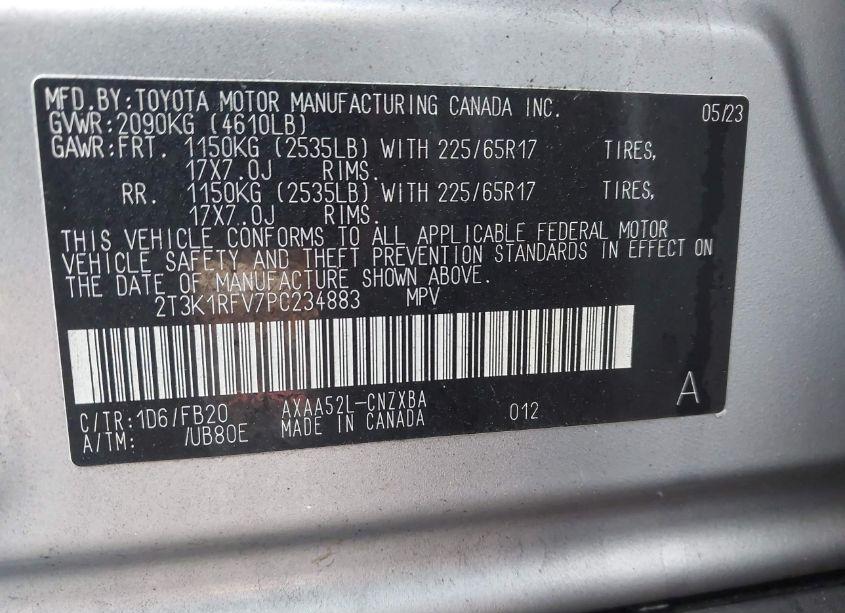 MFD.BY:TOYOTA MOTOR MANUFACTURING CANADA INC. 05/23
GVWR:2090KG (4610LB)
GAWR:FRT. 1150KG (2535LB) WITH 225/65R17 TIRES,
17X7.0J RIMS.
RR. 1150KG (2535LB) WITH 225/65R17 TIRES,
17X7.0J RIMS.
THIS VEHICLE CONFORMS TO ALL APPLICABLE FEDERAL MOTOR
VEHICLE SAFETY AND THEFT PREVENTION STANDARDS IN EFFECT ON
THE DATE OF MANUFACTURE SHOWN ABOVE.
2T3K1RFV7PC234883 MPV
C/TR:1D6/FB20 AXAA52L-CNZXBA 012 A
A/TM: /UB80E MADE IN CANADA